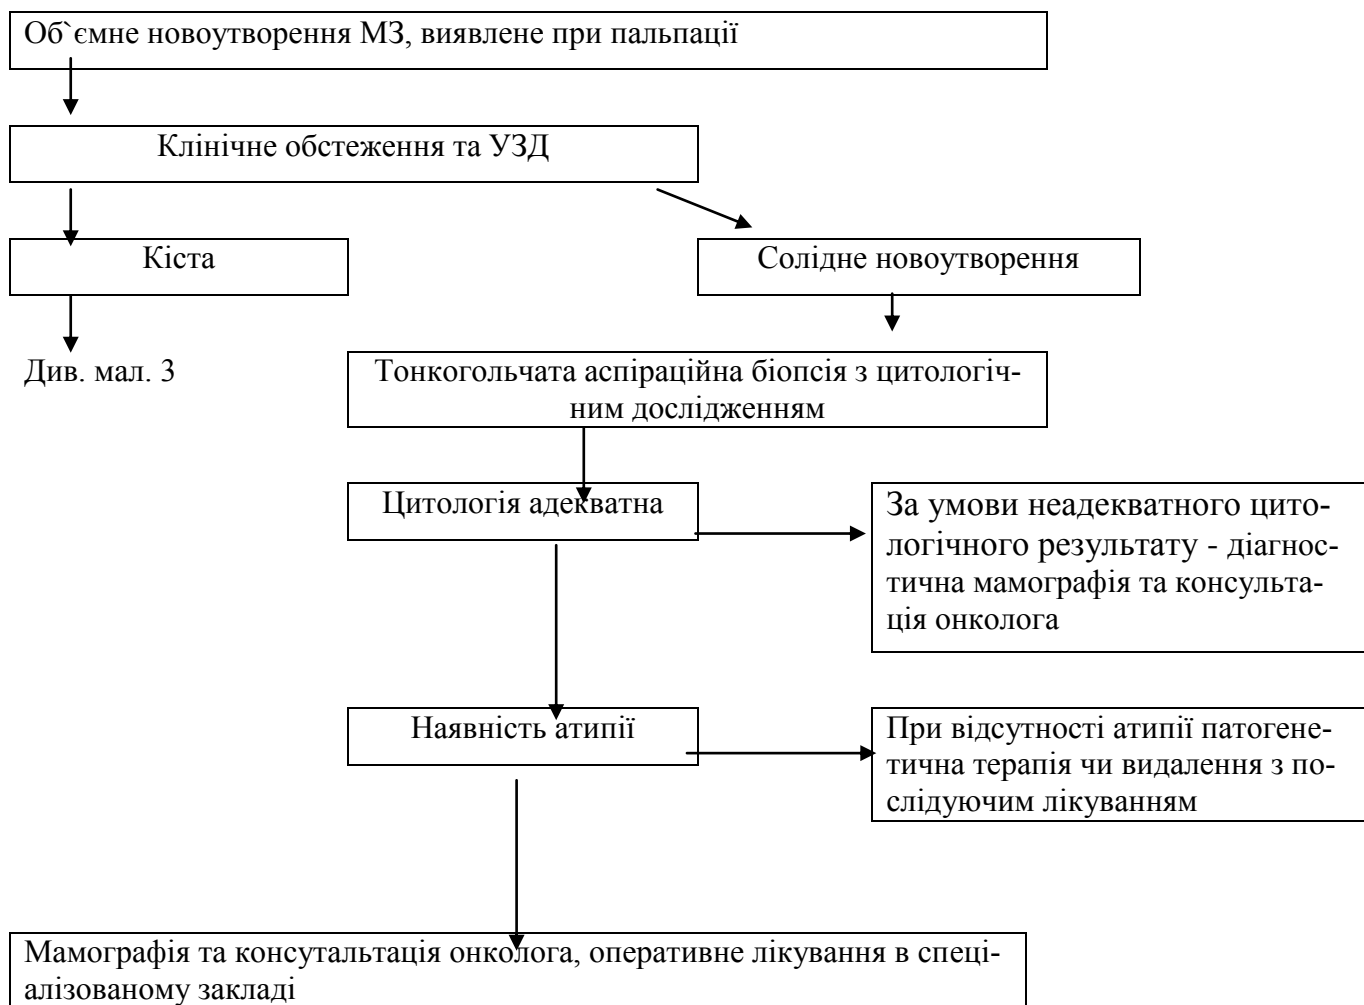 Об`ємне новоутворення МЗ, виявлене при пальпації
Клінічне обстеження та УЗД
Кіста
Солідне новоутворення
Див. мал. 3
Тонкогольчата аспіраційна біопсія з цитологіч-
ним дослідженням
Цитологія адекватна
За умови неадекватного цито-
логічного результату - діагнос-
тична мамографія та консульта-
ція онколога
Наявність атипії
При відсутності атипії патогене-
тична терапія чи видалення з по-
слідуючим лікуванням
Мамографія та консутальтація онколога, оперативне лікування в спеці-
алізованому закладі